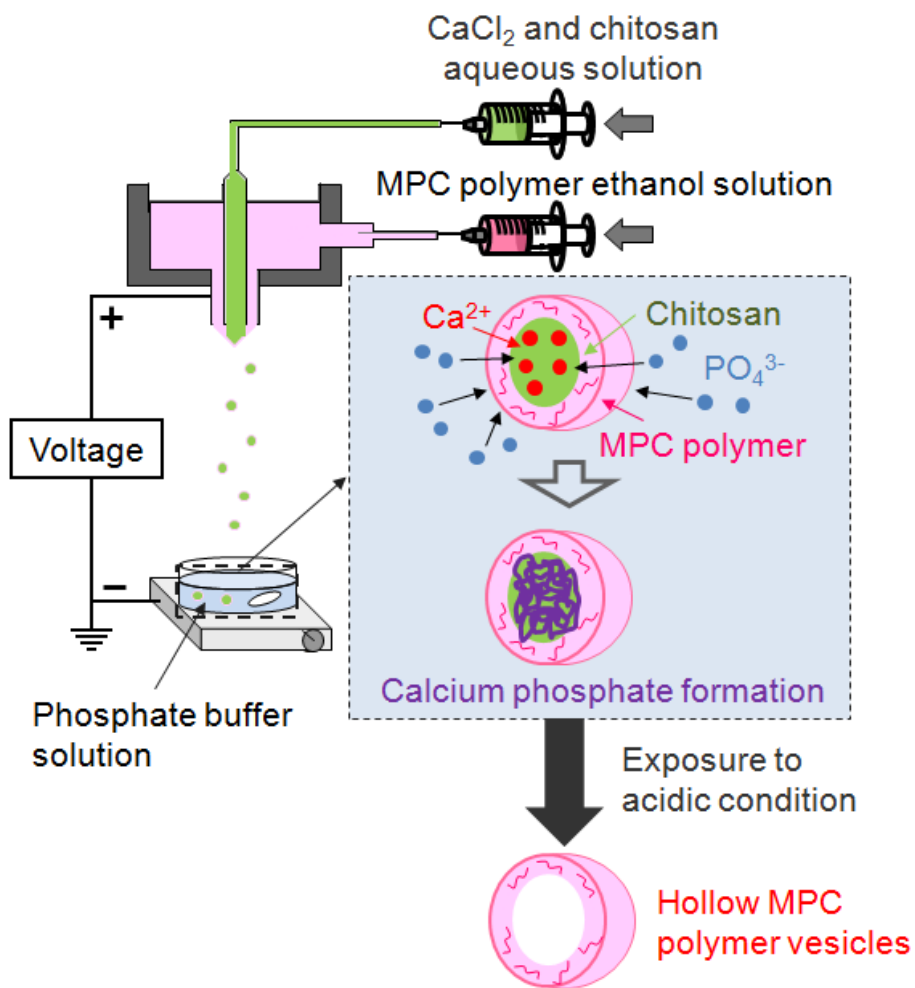 CaCl₂ and chitosan
aqueous solution
MPC polymer ethanol solution
+
Ca²⁺
Chitosan
PO₄³⁻
MPC polymer
Voltage
−
Calcium phosphate formation
Phosphate buffer
solution
Exposure to
acidic condition
Hollow MPC
polymer vesicles